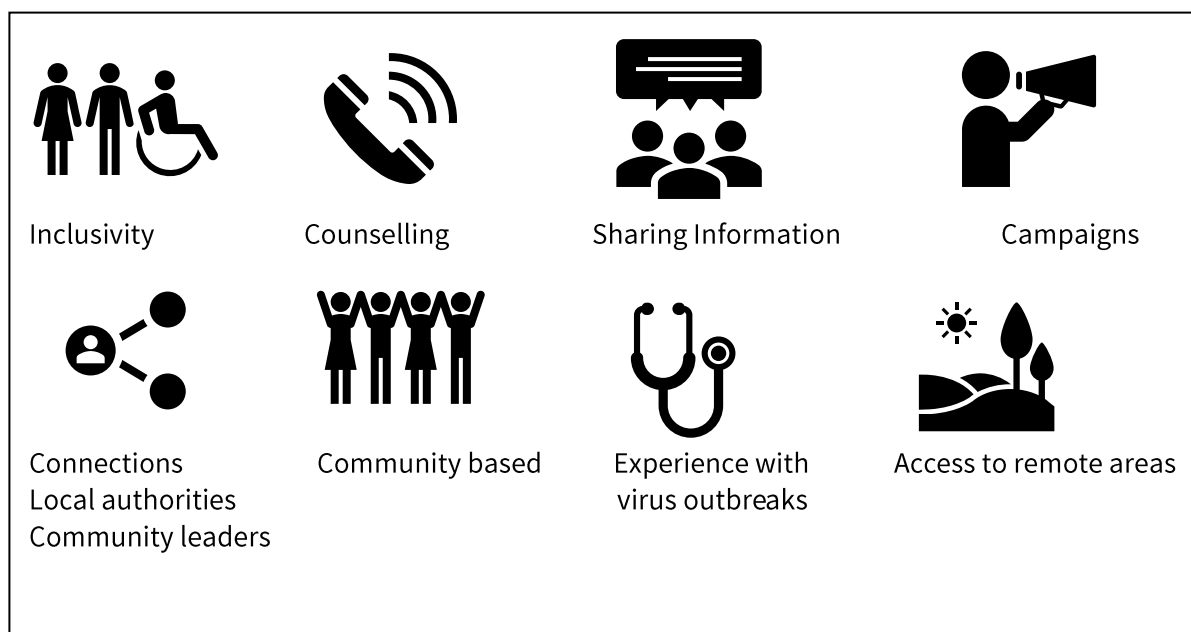 Inclusivity
Counselling
Sharing Information
Campaigns
Connections
Local authorities
Community leaders
Community based
Experience with
virus outbreaks
Access to remote areas